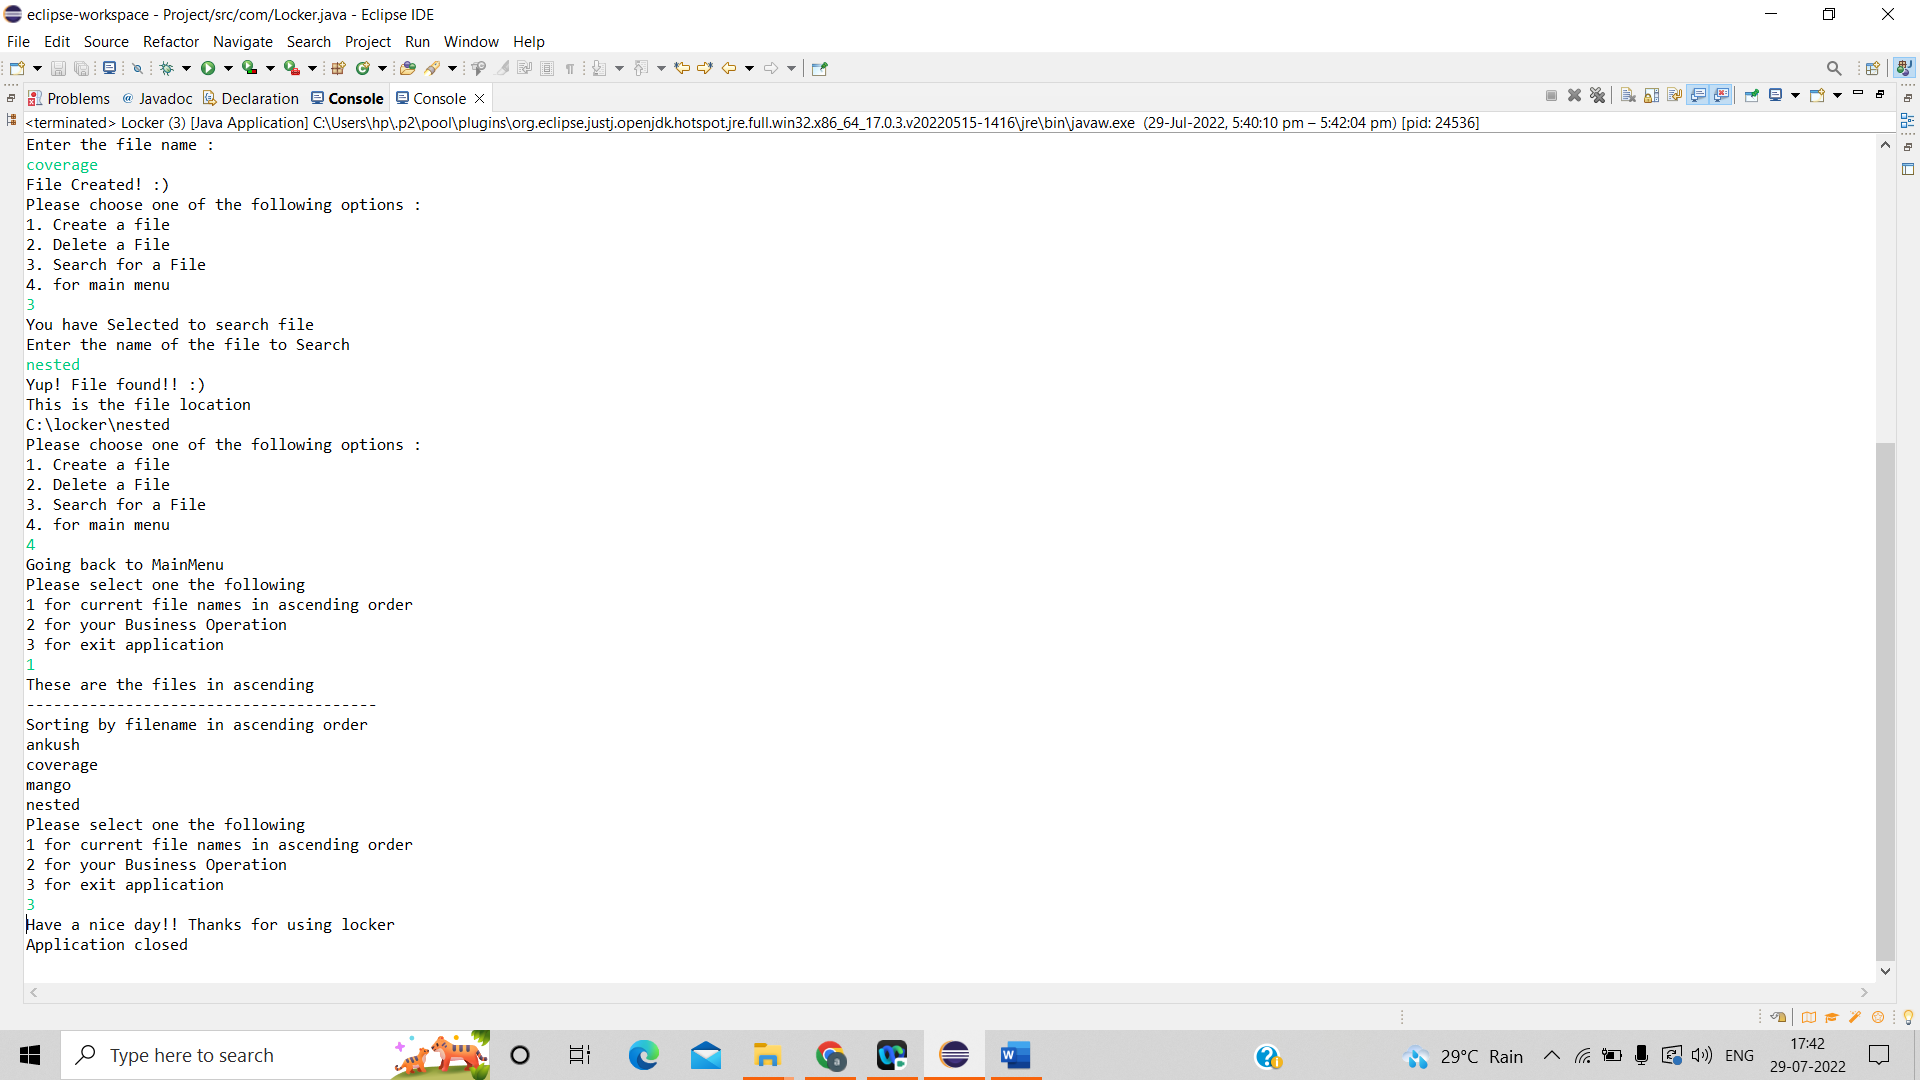 eclipse-workspace - Project/src/com/Locker.java - Eclipse IDE
File Edit Source Refactor Navigate Search Project Run Window Help
Problems @ Javadoc Declaration Console Console
<terminated> Locker (3) [Java Application] C:\Users\hp\.p2\pool\plugins\org.eclipse.justj.openjdk.hotspot.jre.full.win32.x86_64_17.0.3.v20220515-1416\jre\bin\javaw.exe (29-Jul-2022, 5:40:10 pm – 5:42:04 pm) [pid: 24536]
Enter the file name :
coverage
File Created! :)
Please choose one of the following options :
1. Create a file
2. Delete a File
3. Search for a File
4. for main menu
3
You have Selected to search file
Enter the name of the file to Search
nested
Yup! File found!! :)
This is the file location
C:\locker\nested
Please choose one of the following options :
1. Create a file
2. Delete a File
3. Search for a File
4. for main menu
4
Going back to MainMenu
Please select one the following
1 for current file names in ascending order
2 for your Business Operation
3 for exit application
1
These are the files in ascending
---------------------------------------
Sorting by filename in ascending order
ankush
coverage
mango
nested
Please select one the following
1 for current file names in ascending order
2 for your Business Operation
3 for exit application
3
Have a nice day!! Thanks for using locker
Application closed
Type here to search
29°C Rain
ENG
17:42
29-07-2022